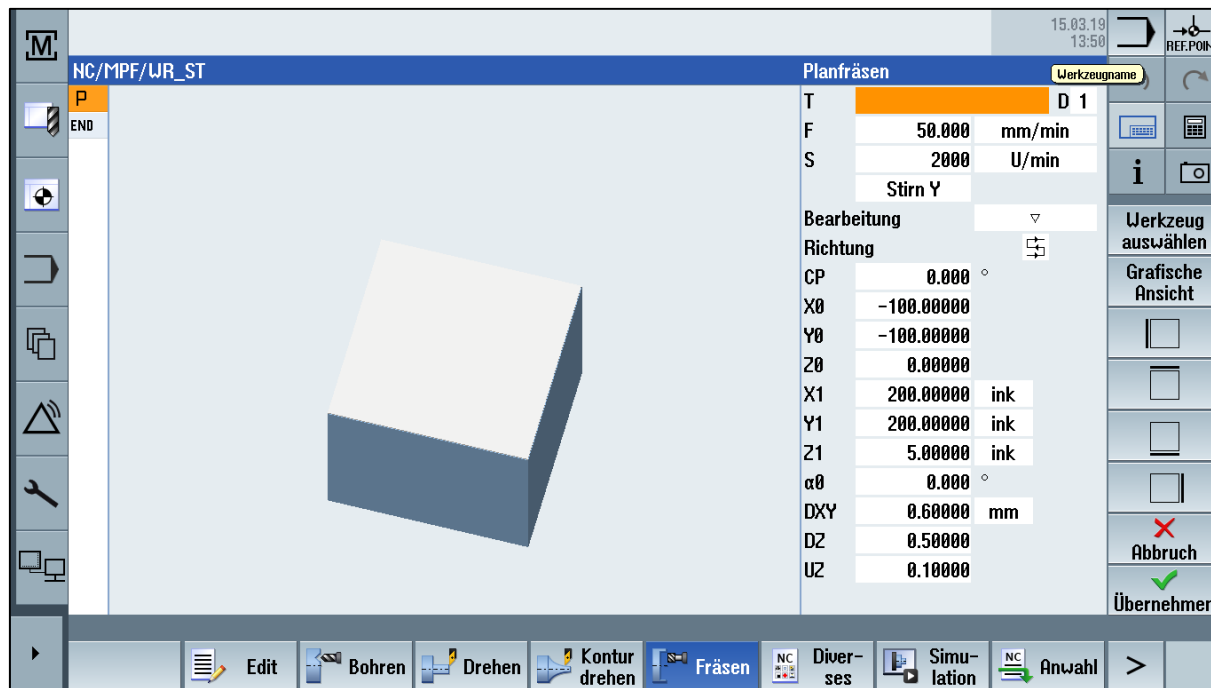 M
15.03.19
13:50
REF.POIN
NC/MPF/WR_ST
Planfräsen
Werkzeugname
P
END
T D 1
F 50.000 mm/min
S 2000 U/min
Stirn Y
Bearbeitung ▽
Richtung
CP 0.000 °
X0 -100.00000
Y0 -100.00000
Z0 0.00000
X1 200.00000 ink
Y1 200.00000 ink
Z1 5.00000 ink
α0 0.000 °
DXY 0.60000 mm
DZ 0.50000
UZ 0.10000
i
Werkzeug
auswählen
Grafische
Ansicht
Abbruch
Übernehmen
Edit
Bohren
Drehen
Kontur
drehen
Fräsen
NC
Diver-
ses
Simu-
lation
NC
Anwahl
>